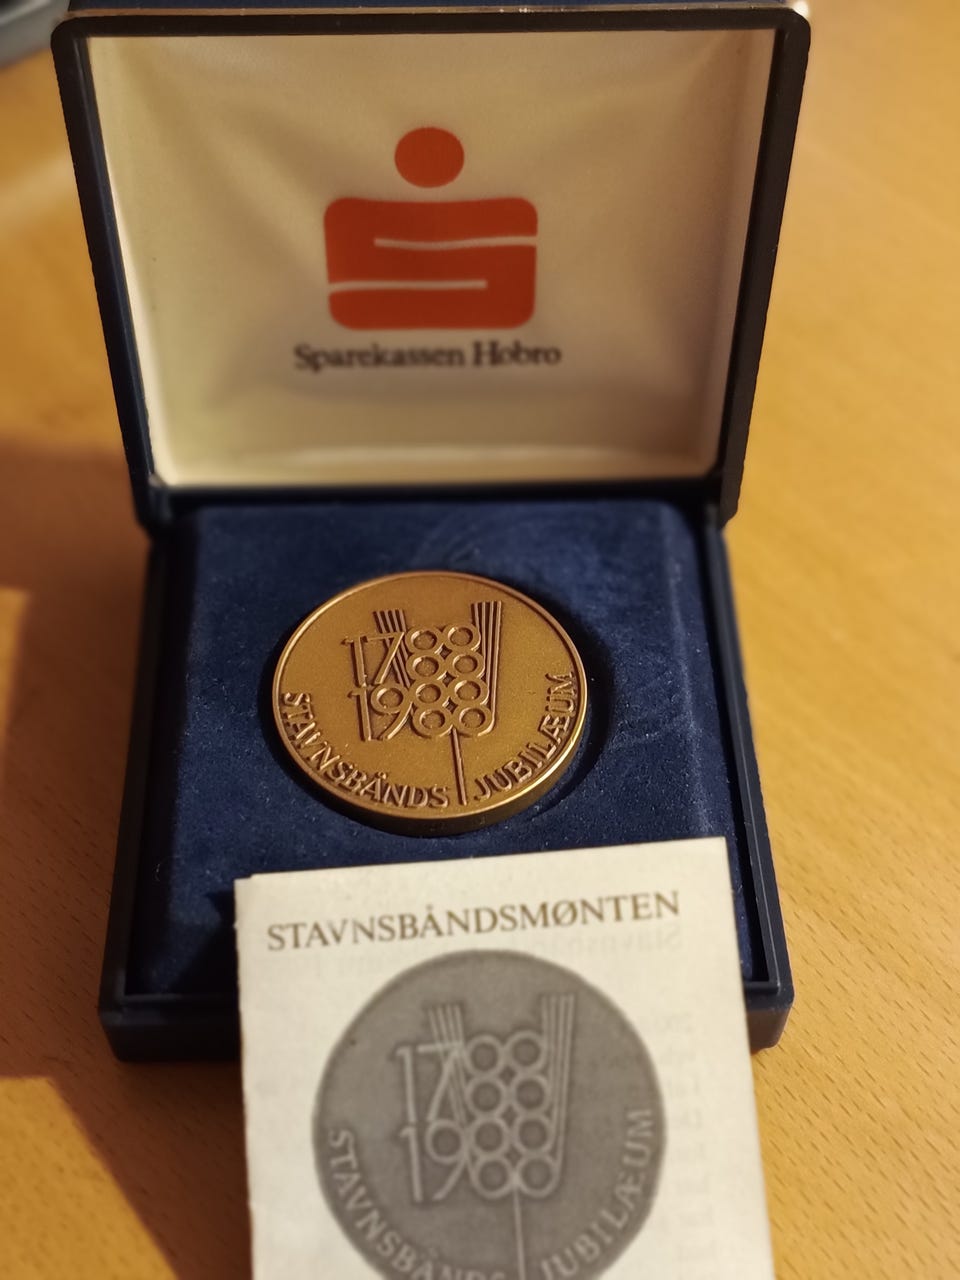 Sparekassen Hobro
1788
1988
STAVNSBÅNDS JUBILÆUM
STAVNSBÅNDSMØNTEN
1788
1988
STAVNSBÅNDS JUBILÆUM